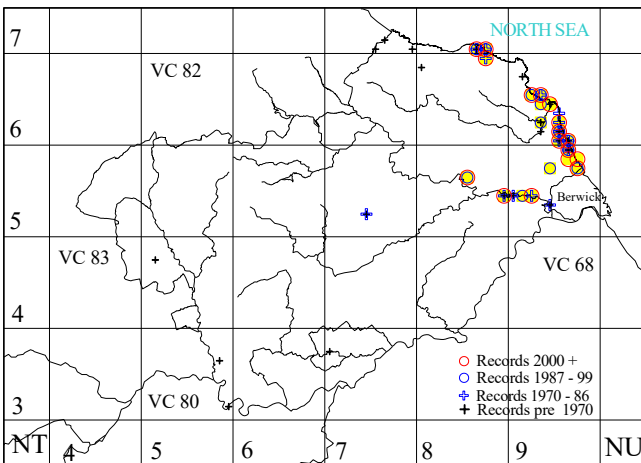 7
NORTH SEA
VC 82
6
Berwick
5
VC 83
VC 68
4
Records 2000 +
Records 1987 - 99
Records 1970 - 86
Records pre 1970
VC 80
3
NT 4 5 6 7 8 9 NU